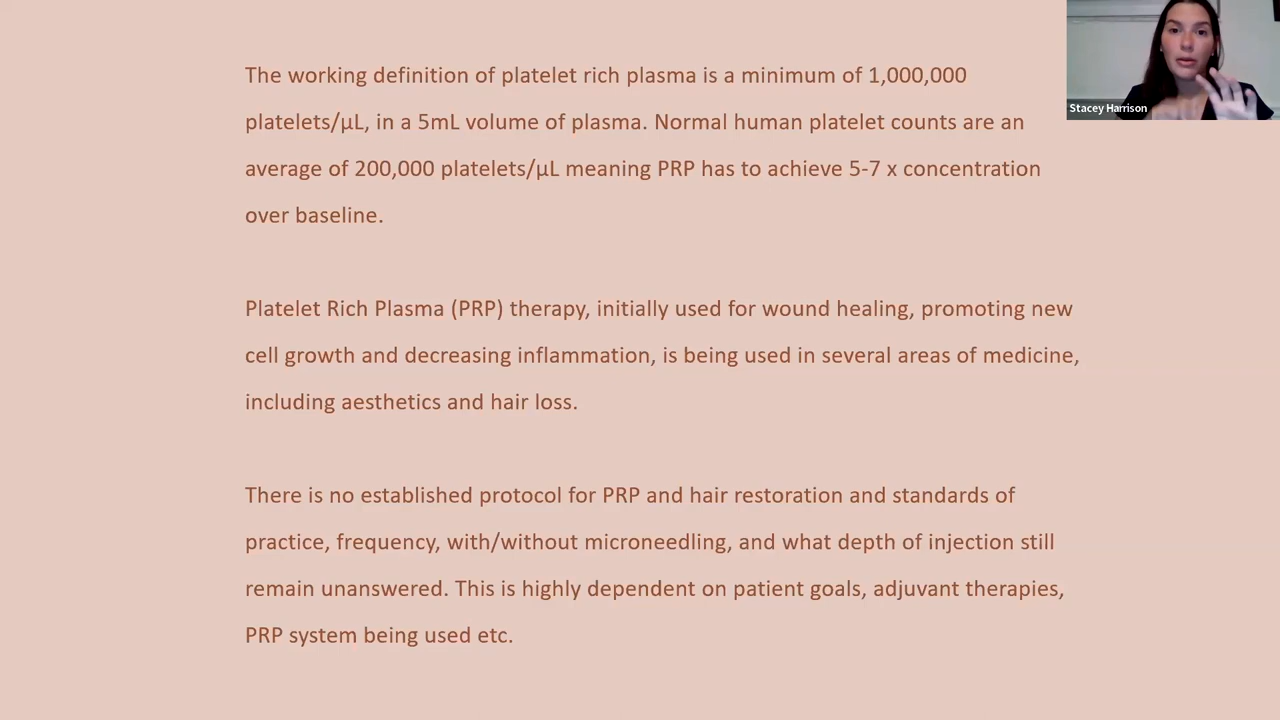 The working definition of platelet rich plasma is a minimum of 1,000,000
platelets/µL, in a 5mL volume of plasma. Normal human platelet counts are an
average of 200,000 platelets/µL meaning PRP has to achieve 5-7 x concentration
over baseline.
Platelet Rich Plasma (PRP) therapy, initially used for wound healing, promoting new
cell growth and decreasing inflammation, is being used in several areas of medicine,
including aesthetics and hair loss.
There is no established protocol for PRP and hair restoration and standards of
practice, frequency, with/without microneedling, and what depth of injection still
remain unanswered. This is highly dependent on patient goals, adjuvant therapies,
PRP system being used etc.
Stacey Harrison